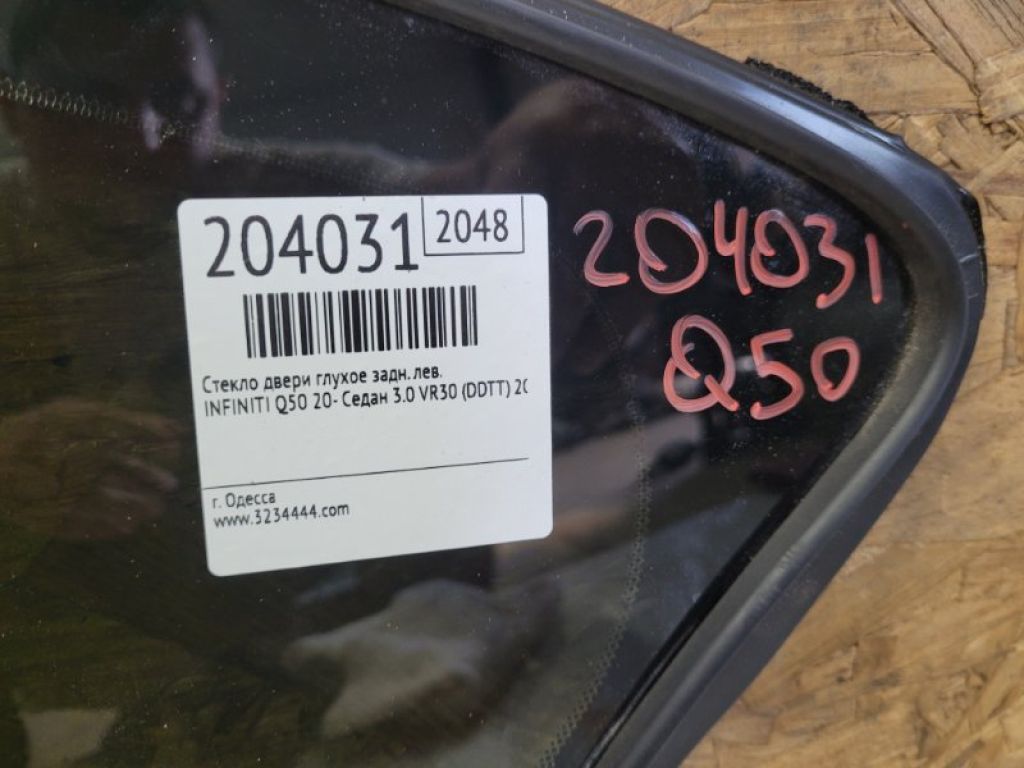 204031 2048
Стекло двери глухое задн. лев.
INFINITI Q50 20- Седан 3.0 VR30 (DDTT) 20
г. Одесса
www.3234444.com
204031
Q50